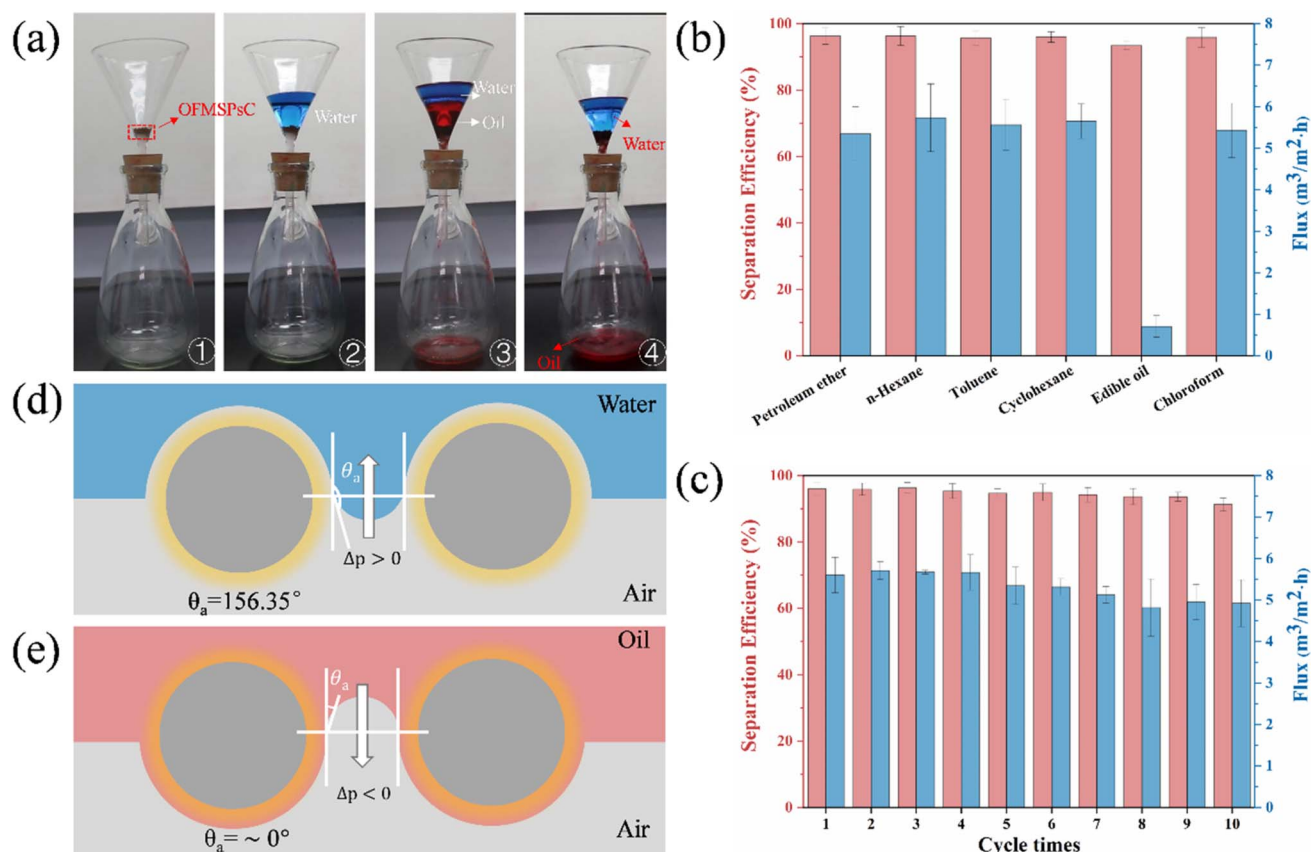 (a)
OFMSPsC
Water
Water
Oil
Water
Oil
1
2
3
4
(b)
Separation Efficiency (%)
100
80
60
40
20
0
8
7
6
5
4
3
2
1
0
Flux (m³/m²·h)
Petroleum ether
n-Hexane
Toluene
Cyclohexane
Edible oil
Chloroform
(d)
Water
θa
Δp > 0
θa=156.35°
Air
(e)
Oil
θa
Δp < 0
θa= ~ 0°
Air
(c)
Separation Efficiency (%)
100
80
60
40
20
0
8
7
6
5
4
3
2
1
0
Flux (m³/m²·h)
1 2 3 4 5 6 7 8 9 10
Cycle times